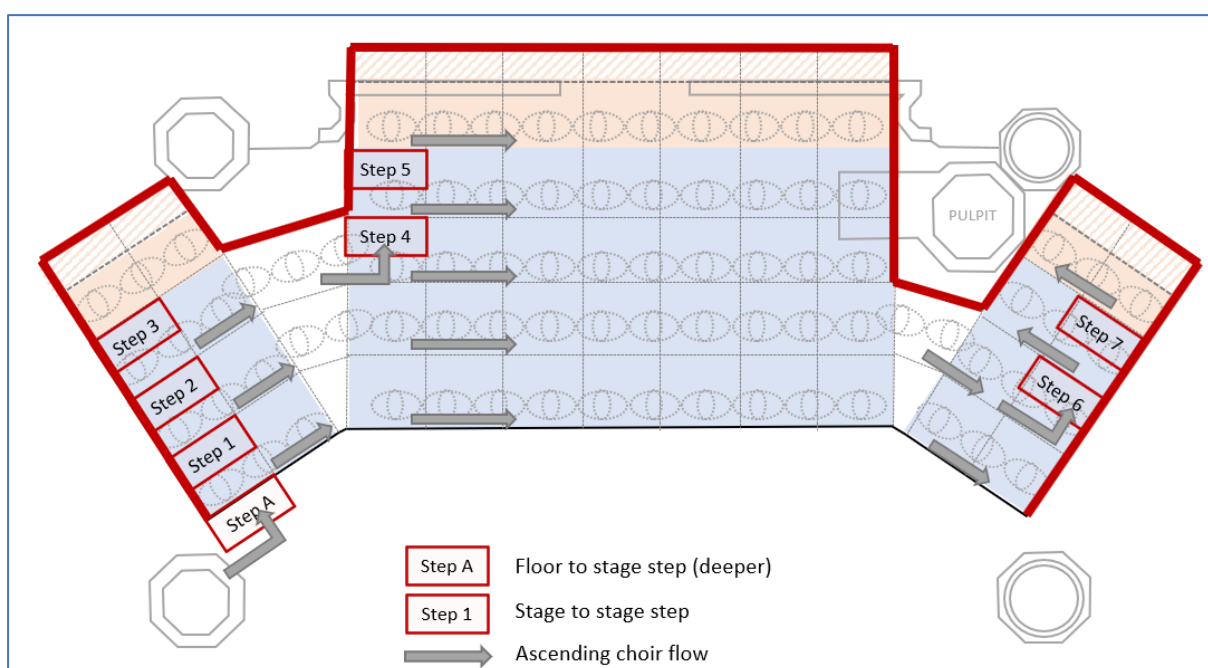 Step 5
Step 4
PULPIT
Step 3
Step 2
Step 1
Step A
Step 7
Step 6
Step A Floor to stage step (deeper)
Step 1 Stage to stage step
Ascending choir flow